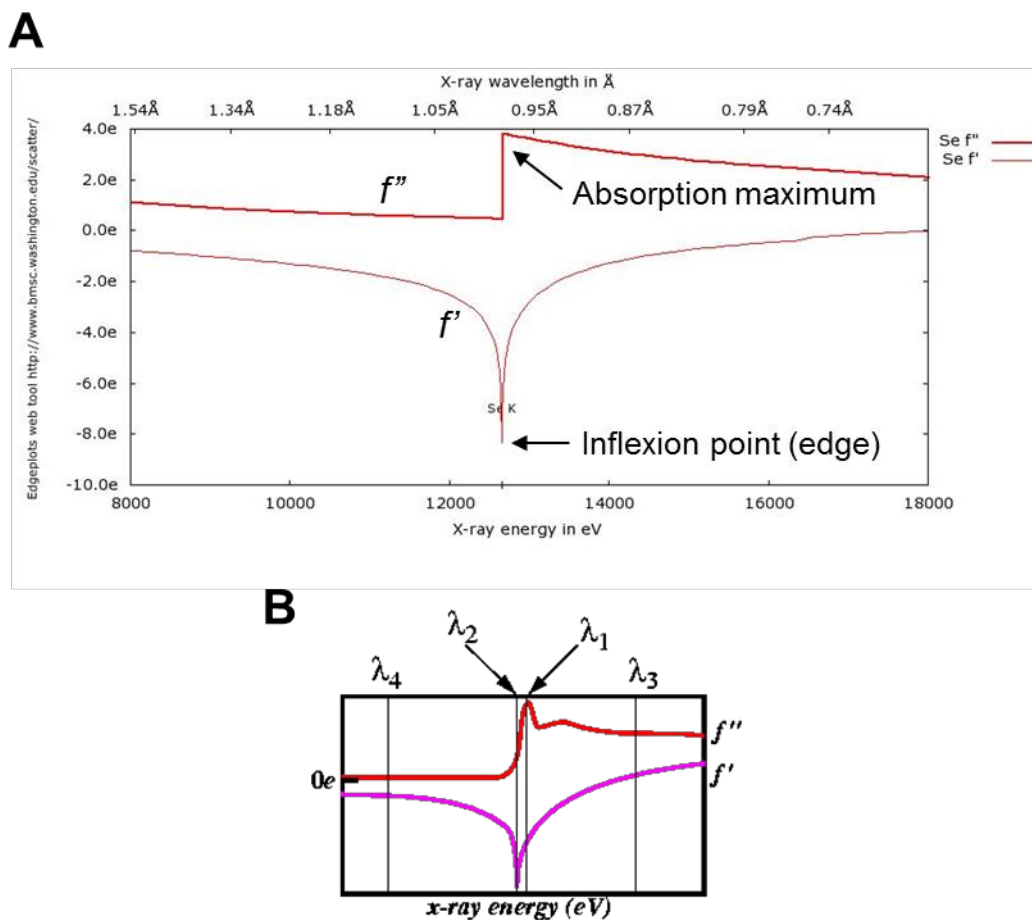 A
X-ray wavelength in Å
1.54Å 1.34Å 1.18Å 1.05Å 0.95Å 0.87Å 0.79Å 0.74Å
4.0e
2.0e
0.0e
-2.0e
-4.0e
-6.0e
-8.0e
-10.0e
Se f"
Se f'
f”
Absorption maximum
f’
Se K
Inflexion point (edge)
8000 10000 12000 14000 16000 18000
X-ray energy in eV
Edgeplots web tool http://www.bmsc.washington.edu/scatter/
B
λ2 λ1
λ4 λ3
0e
f"
f'
x-ray energy (eV)